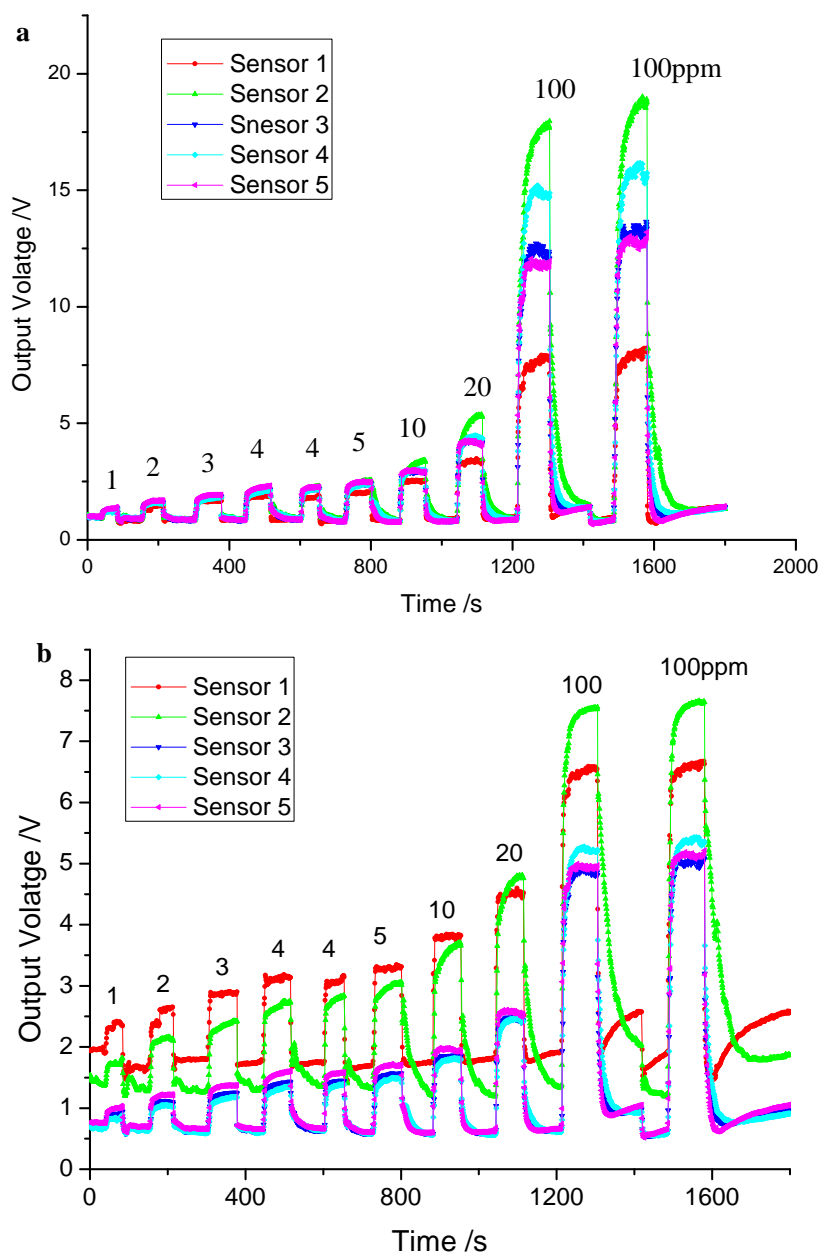 a
Sensor 1
Sensor 2
Snesor 3
Sensor 4
Sensor 5
1
2
3
4
4
5
10
20
100
100ppm
Output Volatge /V
20
15
10
5
0
0
400
800
1200
1600
2000
Time /s
b
Sensor 1
Sensor 2
Sensor 3
Sensor 4
Sensor 5
1
2
3
4
4
5
10
20
100
100ppm
Output Volatge /V
8
7
6
5
4
3
2
1
0
0
400
800
1200
1600
Time /s